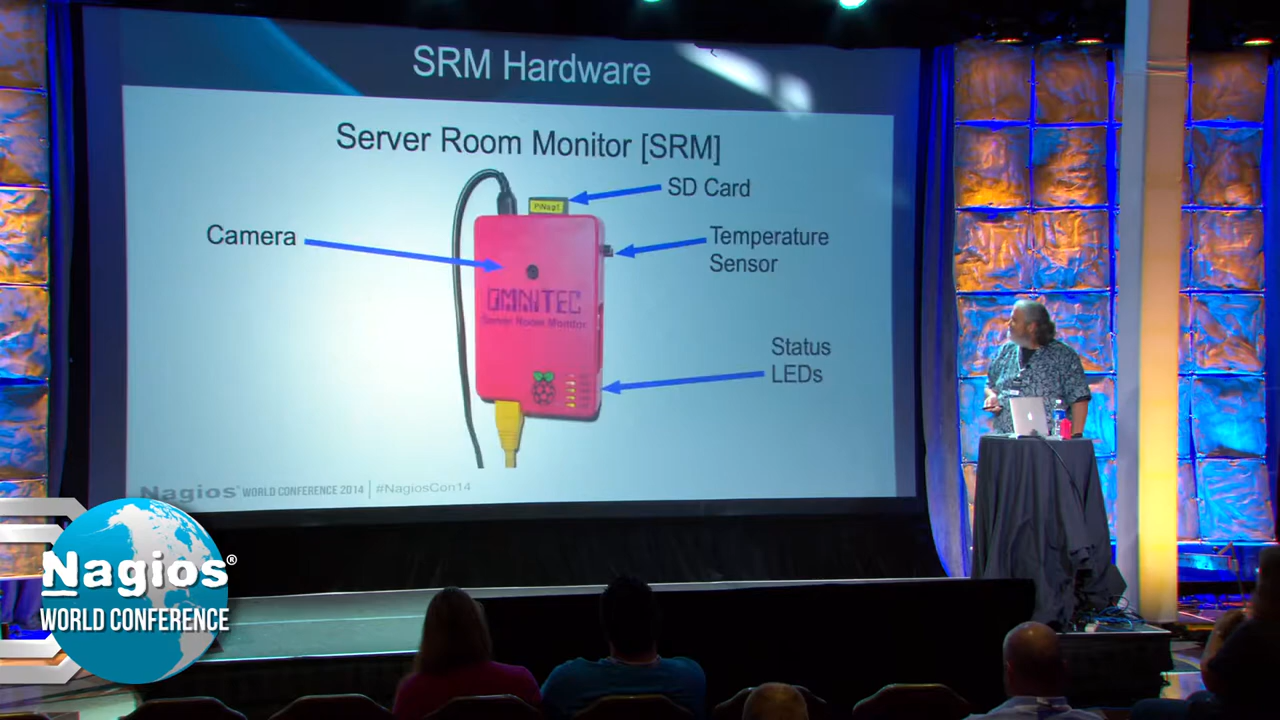 SRM Hardware
Server Room Monitor [SRM]
SD Card
PiNagi
Camera
Temperature
Sensor
OMNITEC
Server Room Monitor
Status
LEDs
Nagios® WORLD CONFERENCE 2014 | #NagiosCon14
Nagios®
WORLD CONFERENCE